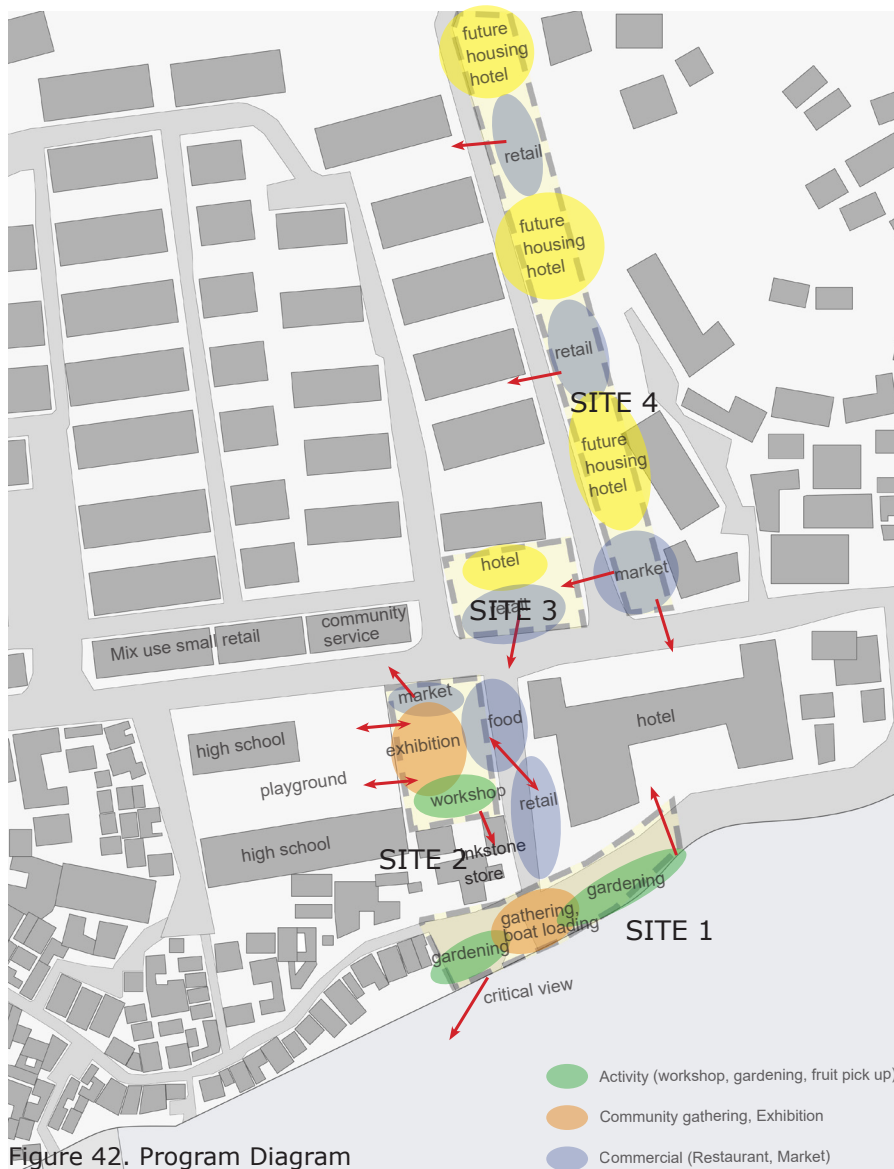 future
housing
hotel
retail
future
housing
hotel
retail
SITE 4
future
housing
hotel
market
hotel
retail
SITE 3
Mix use small retail
community
service
market
food
hotel
high school
exhibition
playground
workshop
retail
high school
SITE 2
inkstone
store
gardening
gathering,
boat loading
gardening
SITE 1
critical view
Activity (workshop, gardening, fruit pick up)
Community gathering, Exhibition
Commercial (Restaurant, Market)
Figure 42. Program Diagram